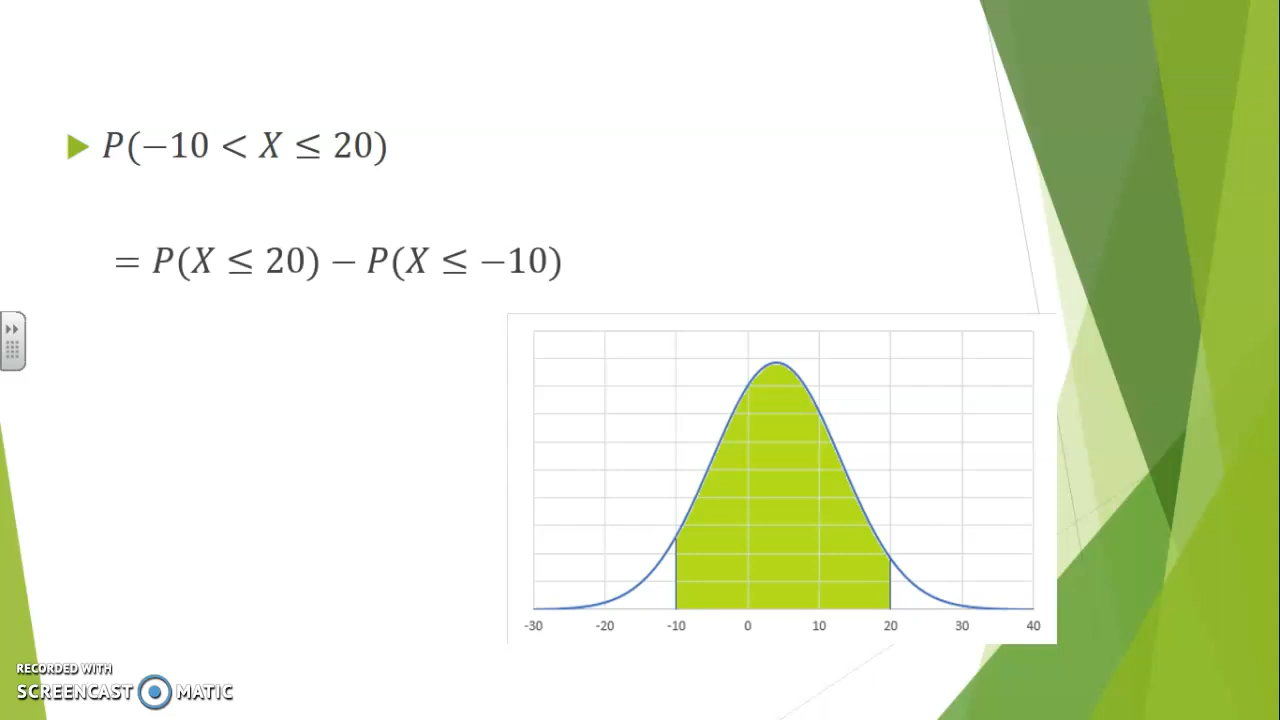 P(−10 < X ≤ 20)
= P(X ≤ 20) − P(X ≤ −10)
-30 -20 -10 0 10 20 30 40
RECORDED WITH
SCREENCAST MATIC